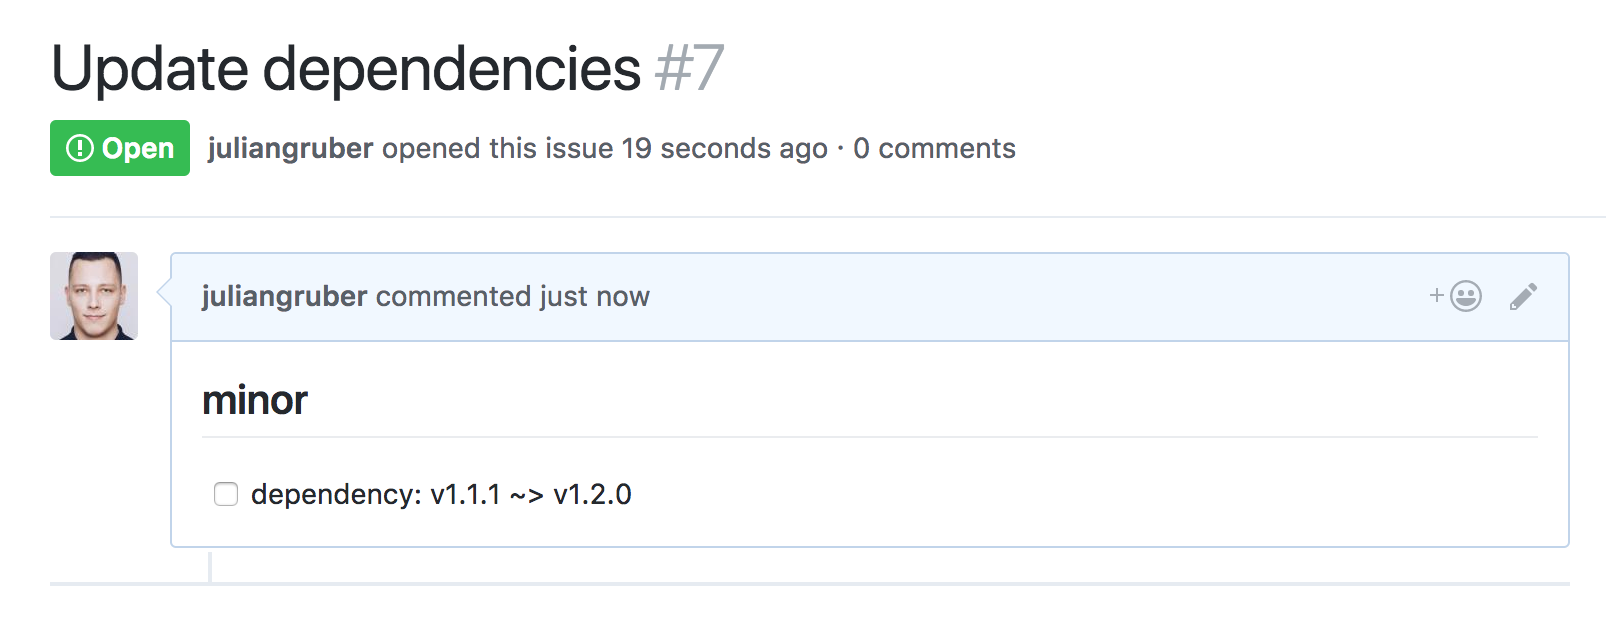 Update dependencies #7
Open juliangruber opened this issue 19 seconds ago · 0 comments
juliangruber commented just now
minor
dependency: v1.1.1 ~> v1.2.0